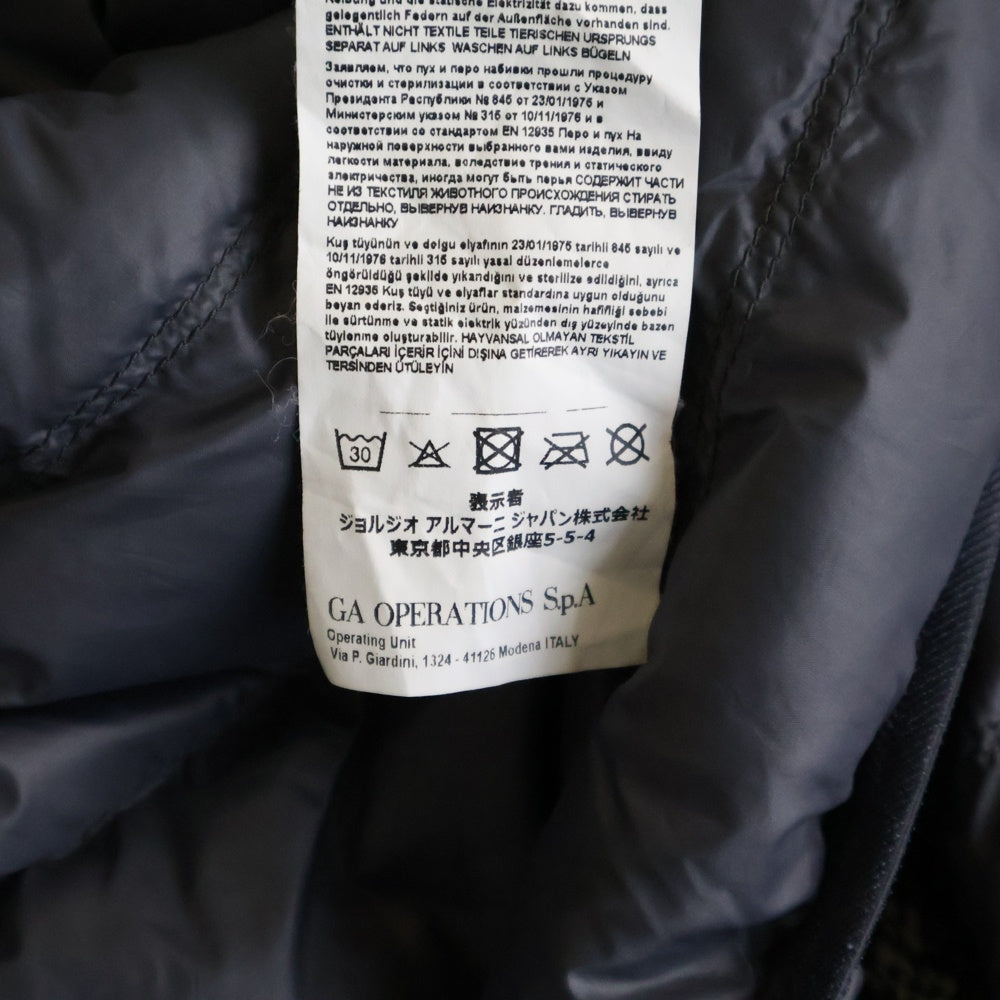 Reibung und die statische Elektrizität dazu kommen, dass
gelegentlich Federn auf der Außenfläche vorhanden sind.
ENTHÄLT NICHT TEXTILE TEILE TIERISCHEN URSPRUNGS
SEPARAT AUF LINKS WASCHEN AUF LINKS BÜGELN
Заявляем, что пух и перо набивки прошли процедуру
очистки и стерилизации в соответствии с Указом
Президента Республики № 845 от 23/01/1975 и
Министерским указом № 315 от 10/11/1976 и в
соответствии со стандартом EN 12935 Перо и пух На
наружной поверхности выбранного вами изделия, ввиду
легкости материала, вследствие трения и статического
электричества, иногда могут быть перья СОДЕРЖИТ ЧАСТИ
НЕ ИЗ ТЕКСТИЛЯ ЖИВОТНОГО ПРОИСХОЖДЕНИЯ СТИРАТЬ
ОТДЕЛЬНО, ВЫВЕРНУВ НАИЗНАНКУ. ГЛАДИТЬ, ВЫВЕРНУВ
НАИЗНАНКУ
Kuş tüyünün ve dolgu elyafının 23/01/1975 tarihli 845 sayılı ve
10/11/1976 tarihli 315 sayılı yasal düzenlemelerce
öngörüldüğü şekilde yıkandığını ve sterilize edildiğini, ayrıca
EN 12935 Kuş tüyü ve elyaflar standardına uygun olduğunu
beyan ederiz. Seçtiğiniz ürün, malzemesinin hafifliği sebebi
ile sürtünme ve statik elektrik yüzünden dış yüzeyinde bazen
tüylenme oluşturabilir. HAYVANSAL OLMAYAN TEKSTİL
PARÇALARI İÇERİR İÇİNİ DIŞINA GETİREREK AYRI YIKAYIN VE
TERSİNDEN ÜTÜLEYİN
30
表示者
ジョルジオ アルマーニ ジャパン株式会社
東京都中央区銀座5-5-4
GA OPERATIONS S.p.A
Operating Unit
Via P. Giardini, 1324 - 41126 Modena ITALY